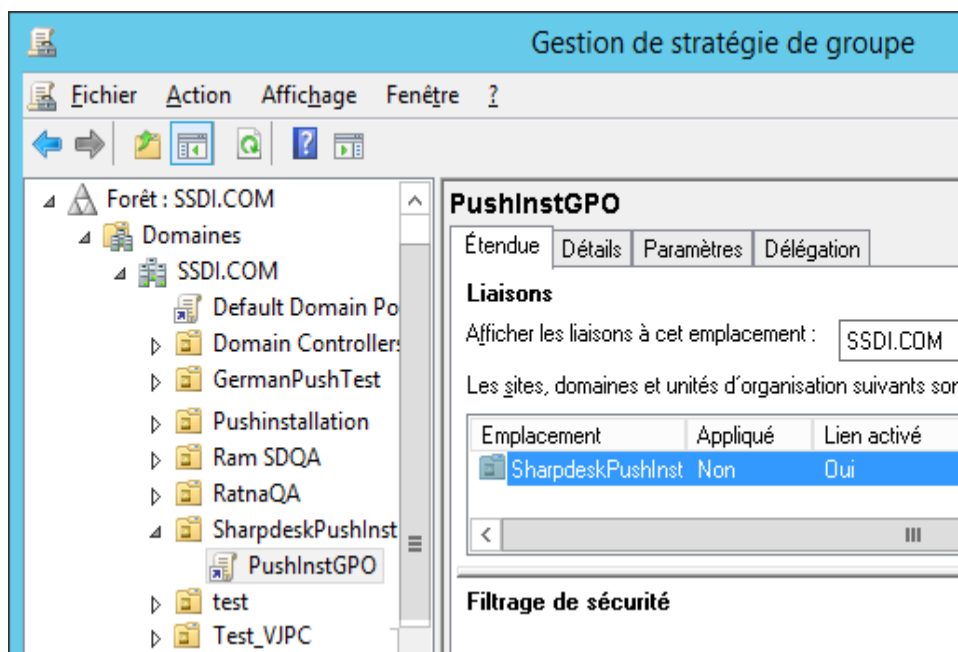 Gestion de stratégie de groupe
Fichier Action Affichage Fenêtre ?
Forêt : SSDI.COM
Domaines
SSDI.COM
Default Domain Po
Domain Controllers
GermanPushTest
Pushinstallation
Ram SDQA
RatnaQA
SharpdeskPushInst
PushInstGPO
test
Test_VJPC
PushInstGPO
Étendue Détails Paramètres Délégation
Liaisons
Afficher les liaisons à cet emplacement : SSDI.COM
Les sites, domaines et unités d'organisation suivants son
Emplacement Appliqué Lien activé
SharpdeskPushInst Non Oui
Filtrage de sécurité